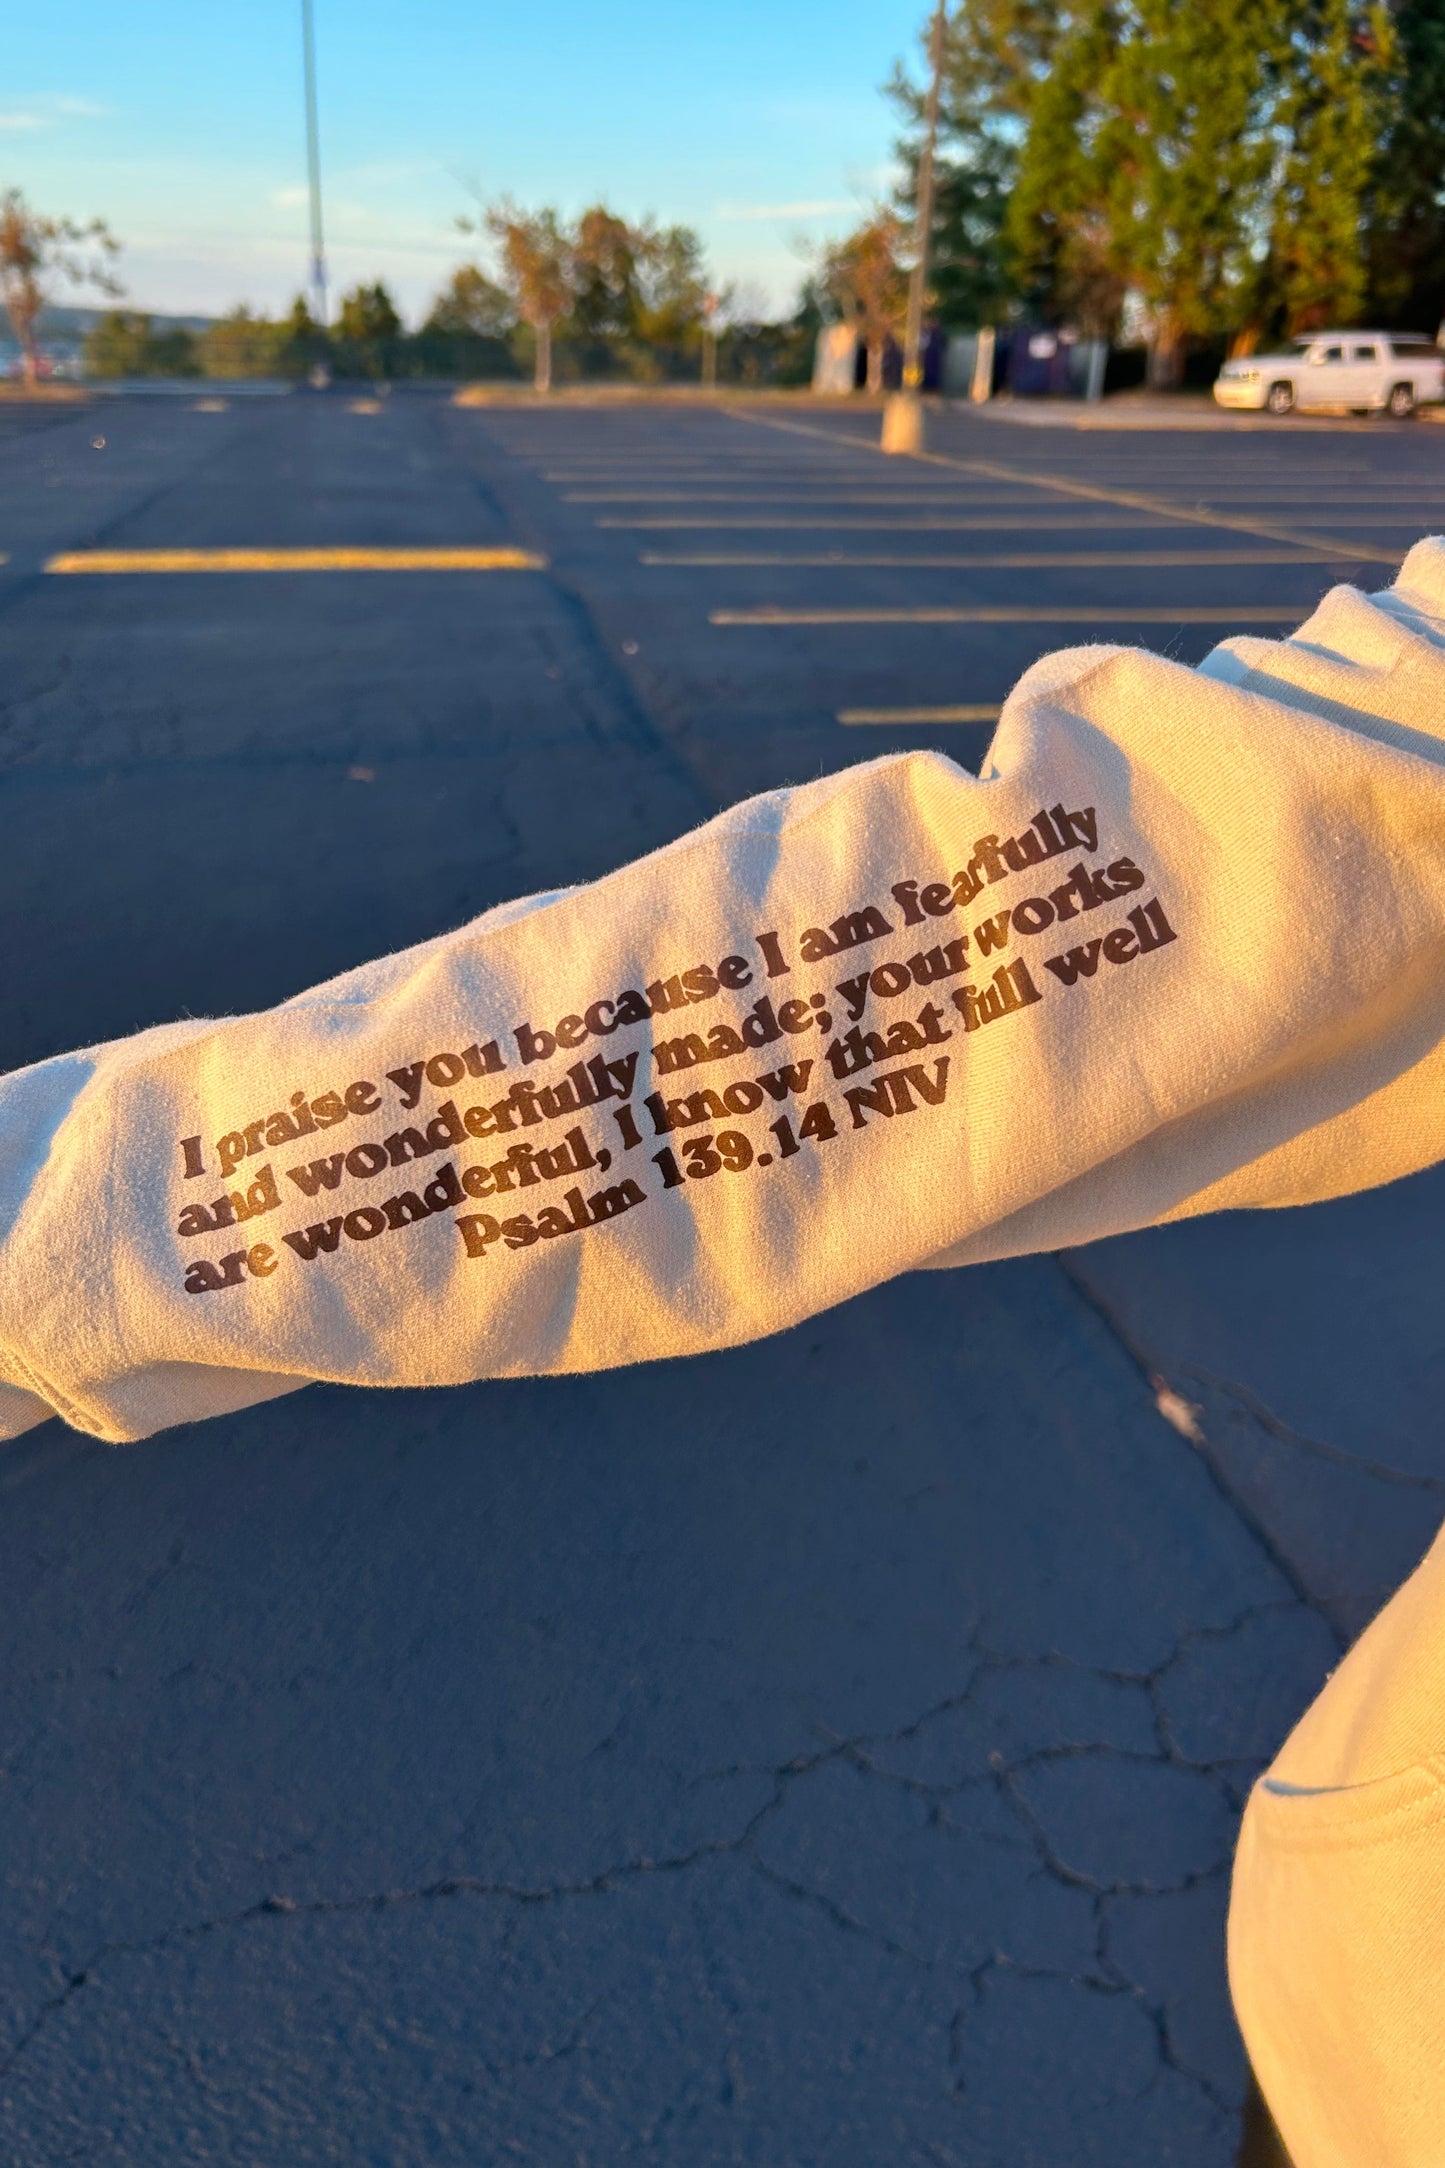 I praise you because I am fearfully
and wonderfully made; your works
are wonderful, I know that full well
Psalm 139.14 NIV